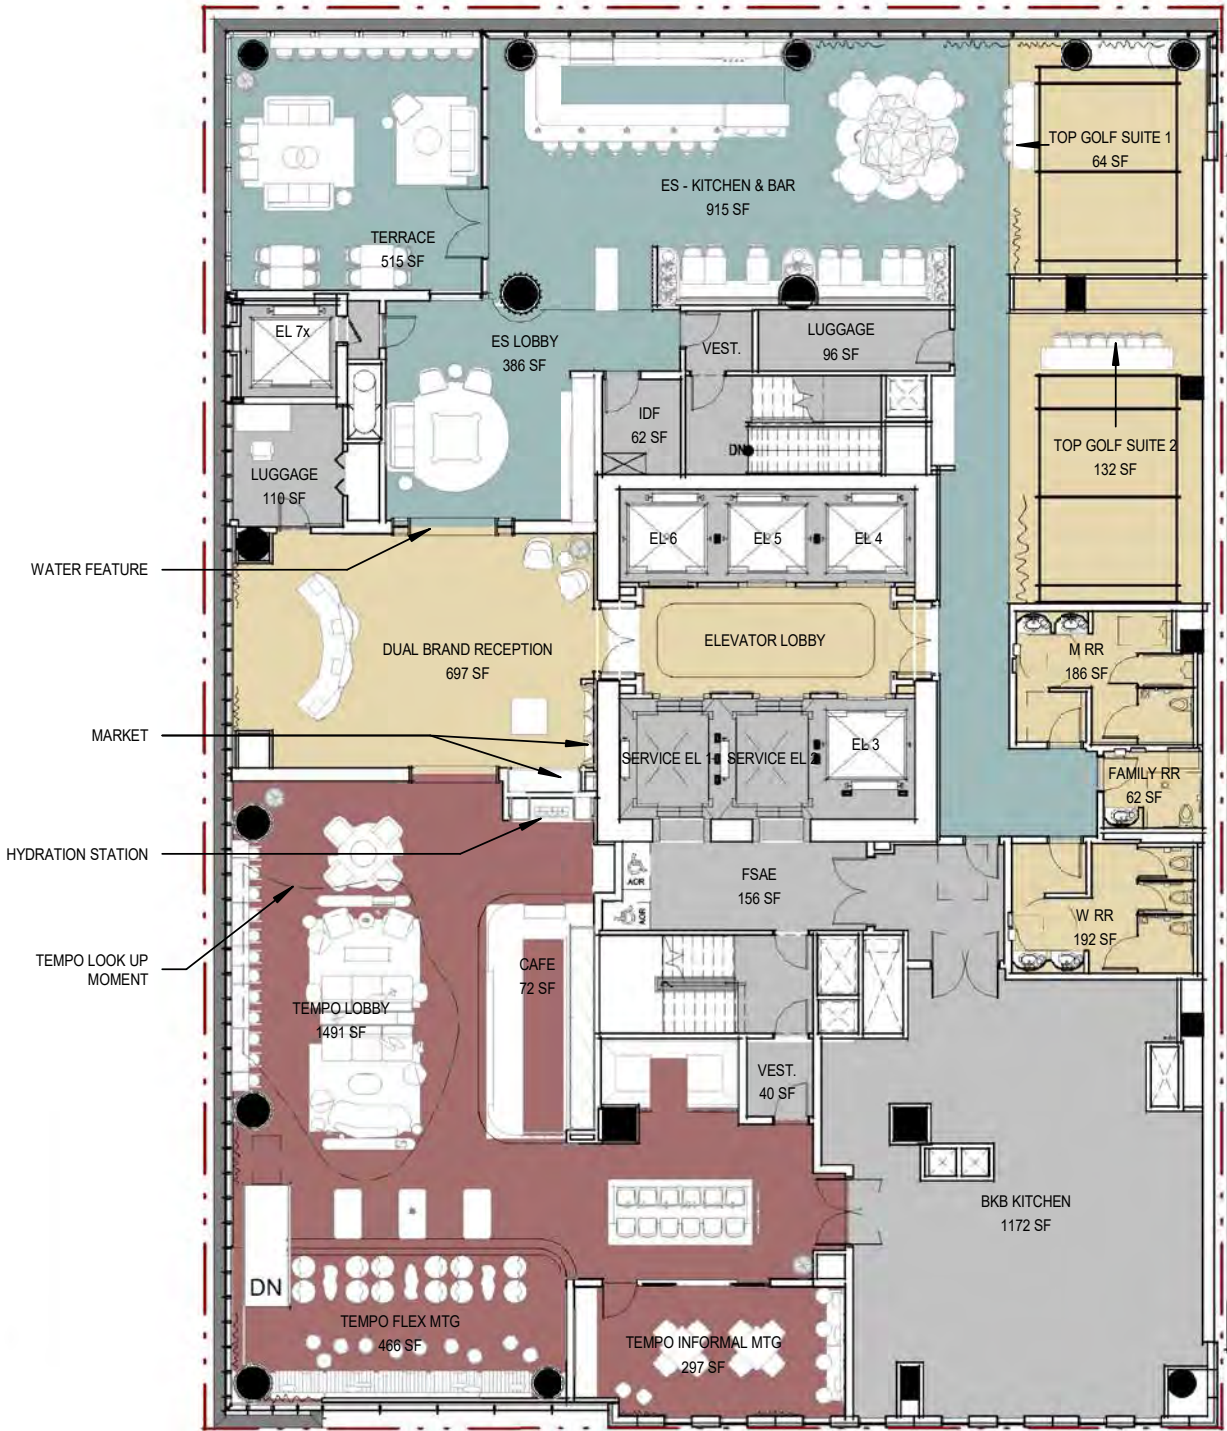 TOP GOLF SUITE 1
64 SF
ES - KITCHEN & BAR
915 SF
TERRACE
515 SF
EL 7x
ES LOBBY
386 SF
VEST.
LUGGAGE
96 SF
IDF
62 SF
DN
TOP GOLF SUITE 2
132 SF
LUGGAGE
110 SF
EL 6
EL 5
EL 4
WATER FEATURE
DUAL BRAND RECEPTION
697 SF
ELEVATOR LOBBY
M RR
186 SF
MARKET
SERVICE EL 1
SERVICE EL 2
EL 3
FAMILY RR
62 SF
HYDRATION STATION
AOR
AOR
FSAE
156 SF
W RR
192 SF
TEMPO LOOK UP
MOMENT
CAFE
72 SF
TEMPO LOBBY
1491 SF
VEST.
40 SF
BKB KITCHEN
1172 SF
DN
TEMPO FLEX MTG
466 SF
TEMPO INFORMAL MTG
297 SF